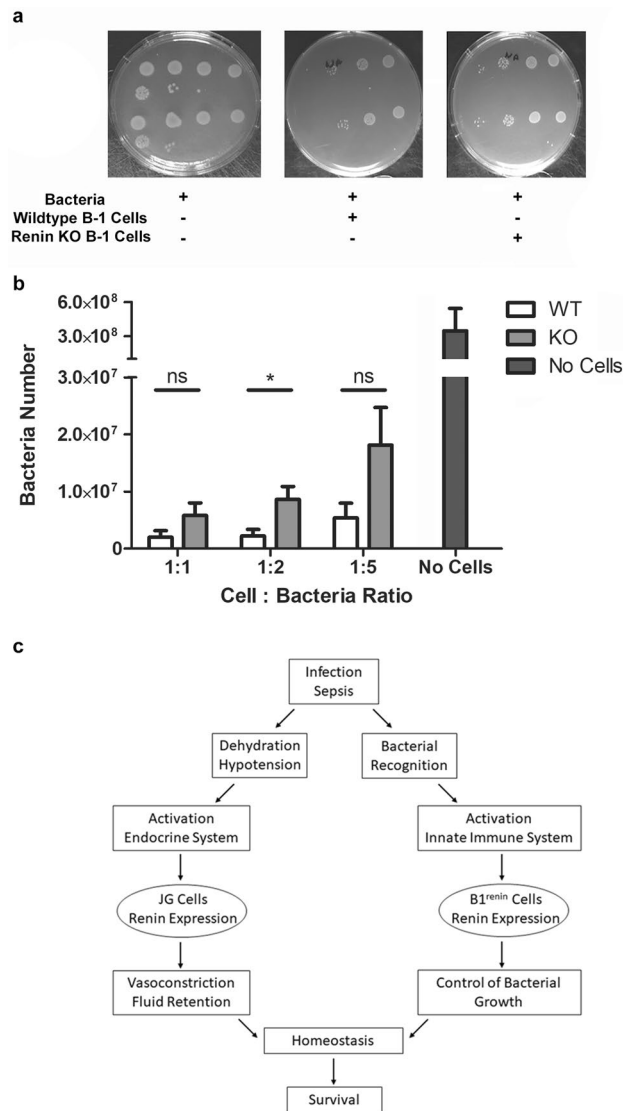 a
Bacteria + + +
Wildtype B-1 Cells - + -
Renin KO B-1 Cells - - +
b
6.0×10⁸
3.0×10⁸
3.0×10⁷
2.0×10⁷
1.0×10⁷
0
Bacteria Number
ns * ns
WT
KO
No Cells
1:1 1:2 1:5 No Cells
Cell : Bacteria Ratio
c
Infection
Sepsis
Dehydration
Hypotension
Bacterial
Recognition
Activation
Endocrine System
Activation
Innate Immune System
JG Cells
Renin Expression
B1ʳᵉⁿⁱⁿ Cells
Renin Expression
Vasoconstriction
Fluid Retention
Control of Bacterial
Growth
Homeostasis
Survival